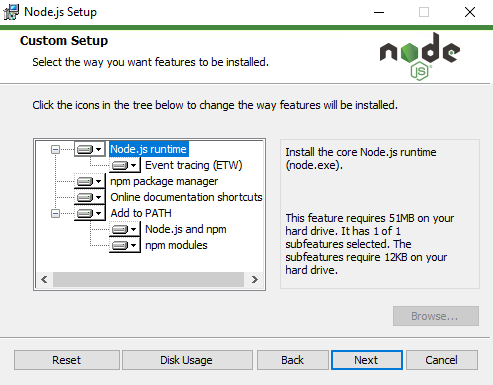 Node.js Setup
Custom Setup
Select the way you want features to be installed.
node
JS
Click the icons in the tree below to change the way features will be installed.
Node.js runtime
Event tracing (ETW)
npm package manager
Online documentation shortcuts
Add to PATH
Node.js and npm
npm modules
Install the core Node.js runtime
(node.exe).
This feature requires 51MB on your
hard drive. It has 1 of 1
subfeatures selected. The
subfeatures require 12KB on your
hard drive.
Browse...
Reset
Disk Usage
Back
Next
Cancel